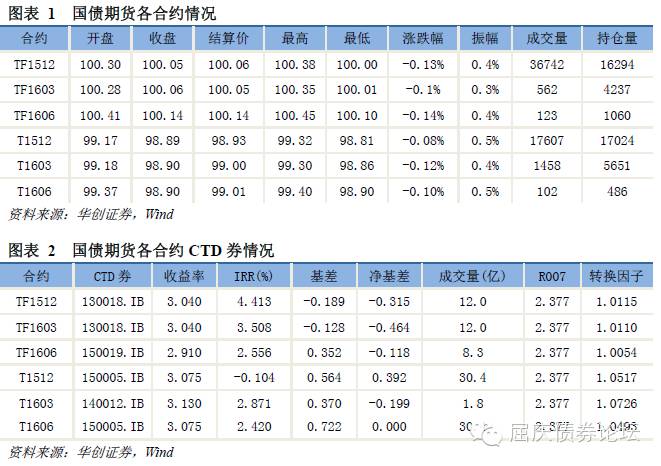 图表 1 国债期货各合约情况
合约 开盘 收盘 结算价 最高 最低 涨跌幅 振幅 成交量 持仓量
TF1512 100.30 100.05 100.06 100.38 100.00 -0.13% 0.4% 36742 16294
TF1603 100.28 100.06 100.05 100.35 100.01 -0.1% 0.3% 562 4237
TF1606 100.41 100.14 100.14 100.45 100.10 -0.14% 0.4% 123 1060
T1512 99.17 98.89 98.93 99.32 98.81 -0.08% 0.5% 17607 17024
T1603 99.18 98.90 99.00 99.30 98.86 -0.12% 0.4% 1458 5651
T1606 99.37 98.90 99.01 99.40 98.90 -0.10% 0.5% 102 486
资料来源：华创证券，Wind
图表 2 国债期货各合约 CTD 券情况
合约 CTD 券 收益率 IRR(%) 基差 净基差 成交量(亿) R007 转换因子
TF1512 130018.IB 3.040 4.413 -0.189 -0.315 12.0 2.377 1.0115
TF1603 130018.IB 3.040 3.508 -0.128 -0.464 12.0 2.377 1.0110
TF1606 150019.IB 2.910 2.556 0.352 -0.118 8.3 2.377 1.0054
T1512 150005.IB 3.075 -0.104 0.564 0.392 30.4 2.377 1.0517
T1603 140012.IB 3.130 2.871 0.370 -0.199 1.8 2.377 1.0726
T1606 150005.IB 3.075 2.420 0.722 0.000 2.377 1.0493
屈庆债券论坛
资料来源：华创证券，Wind